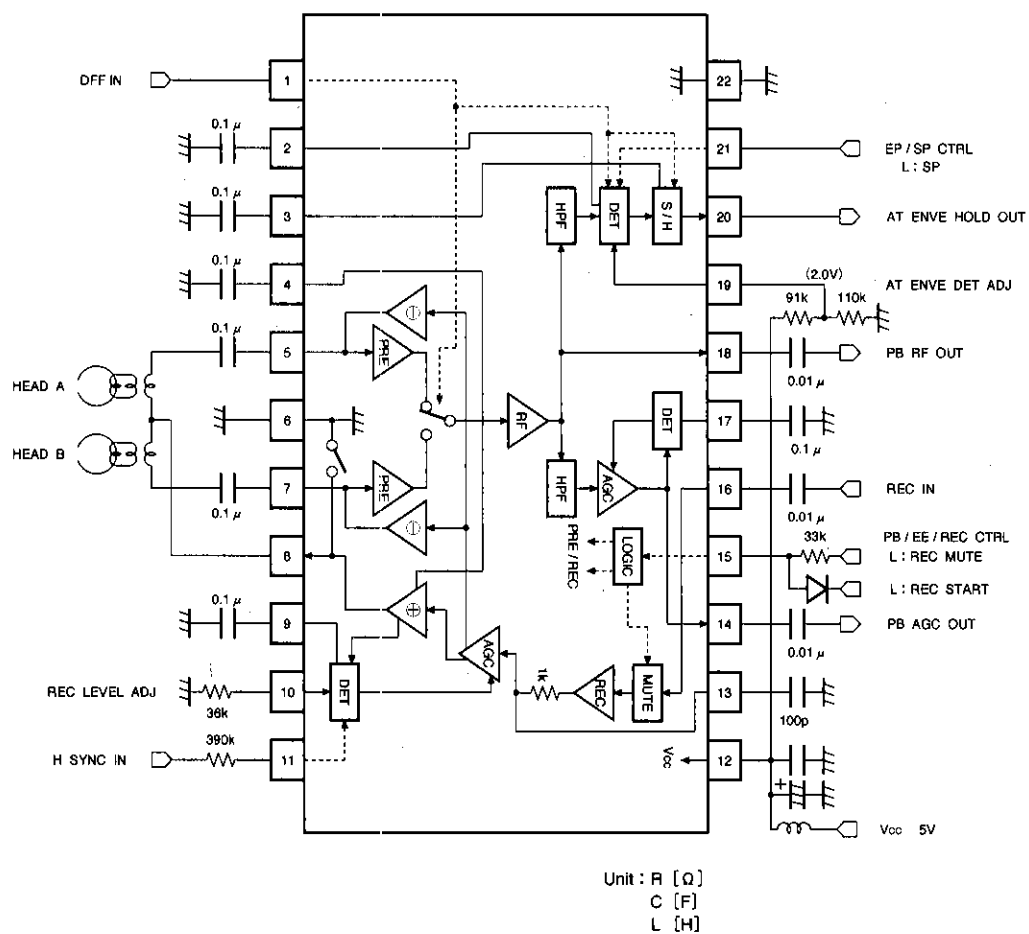 DFF IN
0.1 μ
0.1 μ
0.1 μ
0.1 μ
HEAD A
HEAD B
0.1 μ
0.1 μ
REC LEVEL ADJ
36k
H SYNC IN
390k
1
2
3
4
5
6
7
8
9
10
11
HPF
DET
S/H
⊖
PRE
RF
PRE
⊖
HPF
AGC
DET
PRE/REC
LOGIC
⊕
AGC
DET
1k
REC
MUTE
Vcc
22
21
20
19
18
17
16
15
14
13
12
EP/SP CTRL
L : SP
AT ENVE HOLD OUT
(2.0V)
AT ENVE DET ADJ
91k
110k
PB RF OUT
0.01 μ
0.1 μ
REC IN
0.01 μ
PB/EE/REC CTRL
33k
L : REC MUTE
L : REC START
PB AGC OUT
0.01 μ
100p
+
Vcc 5V
Unit : R [Ω]
C [F]
L [H]